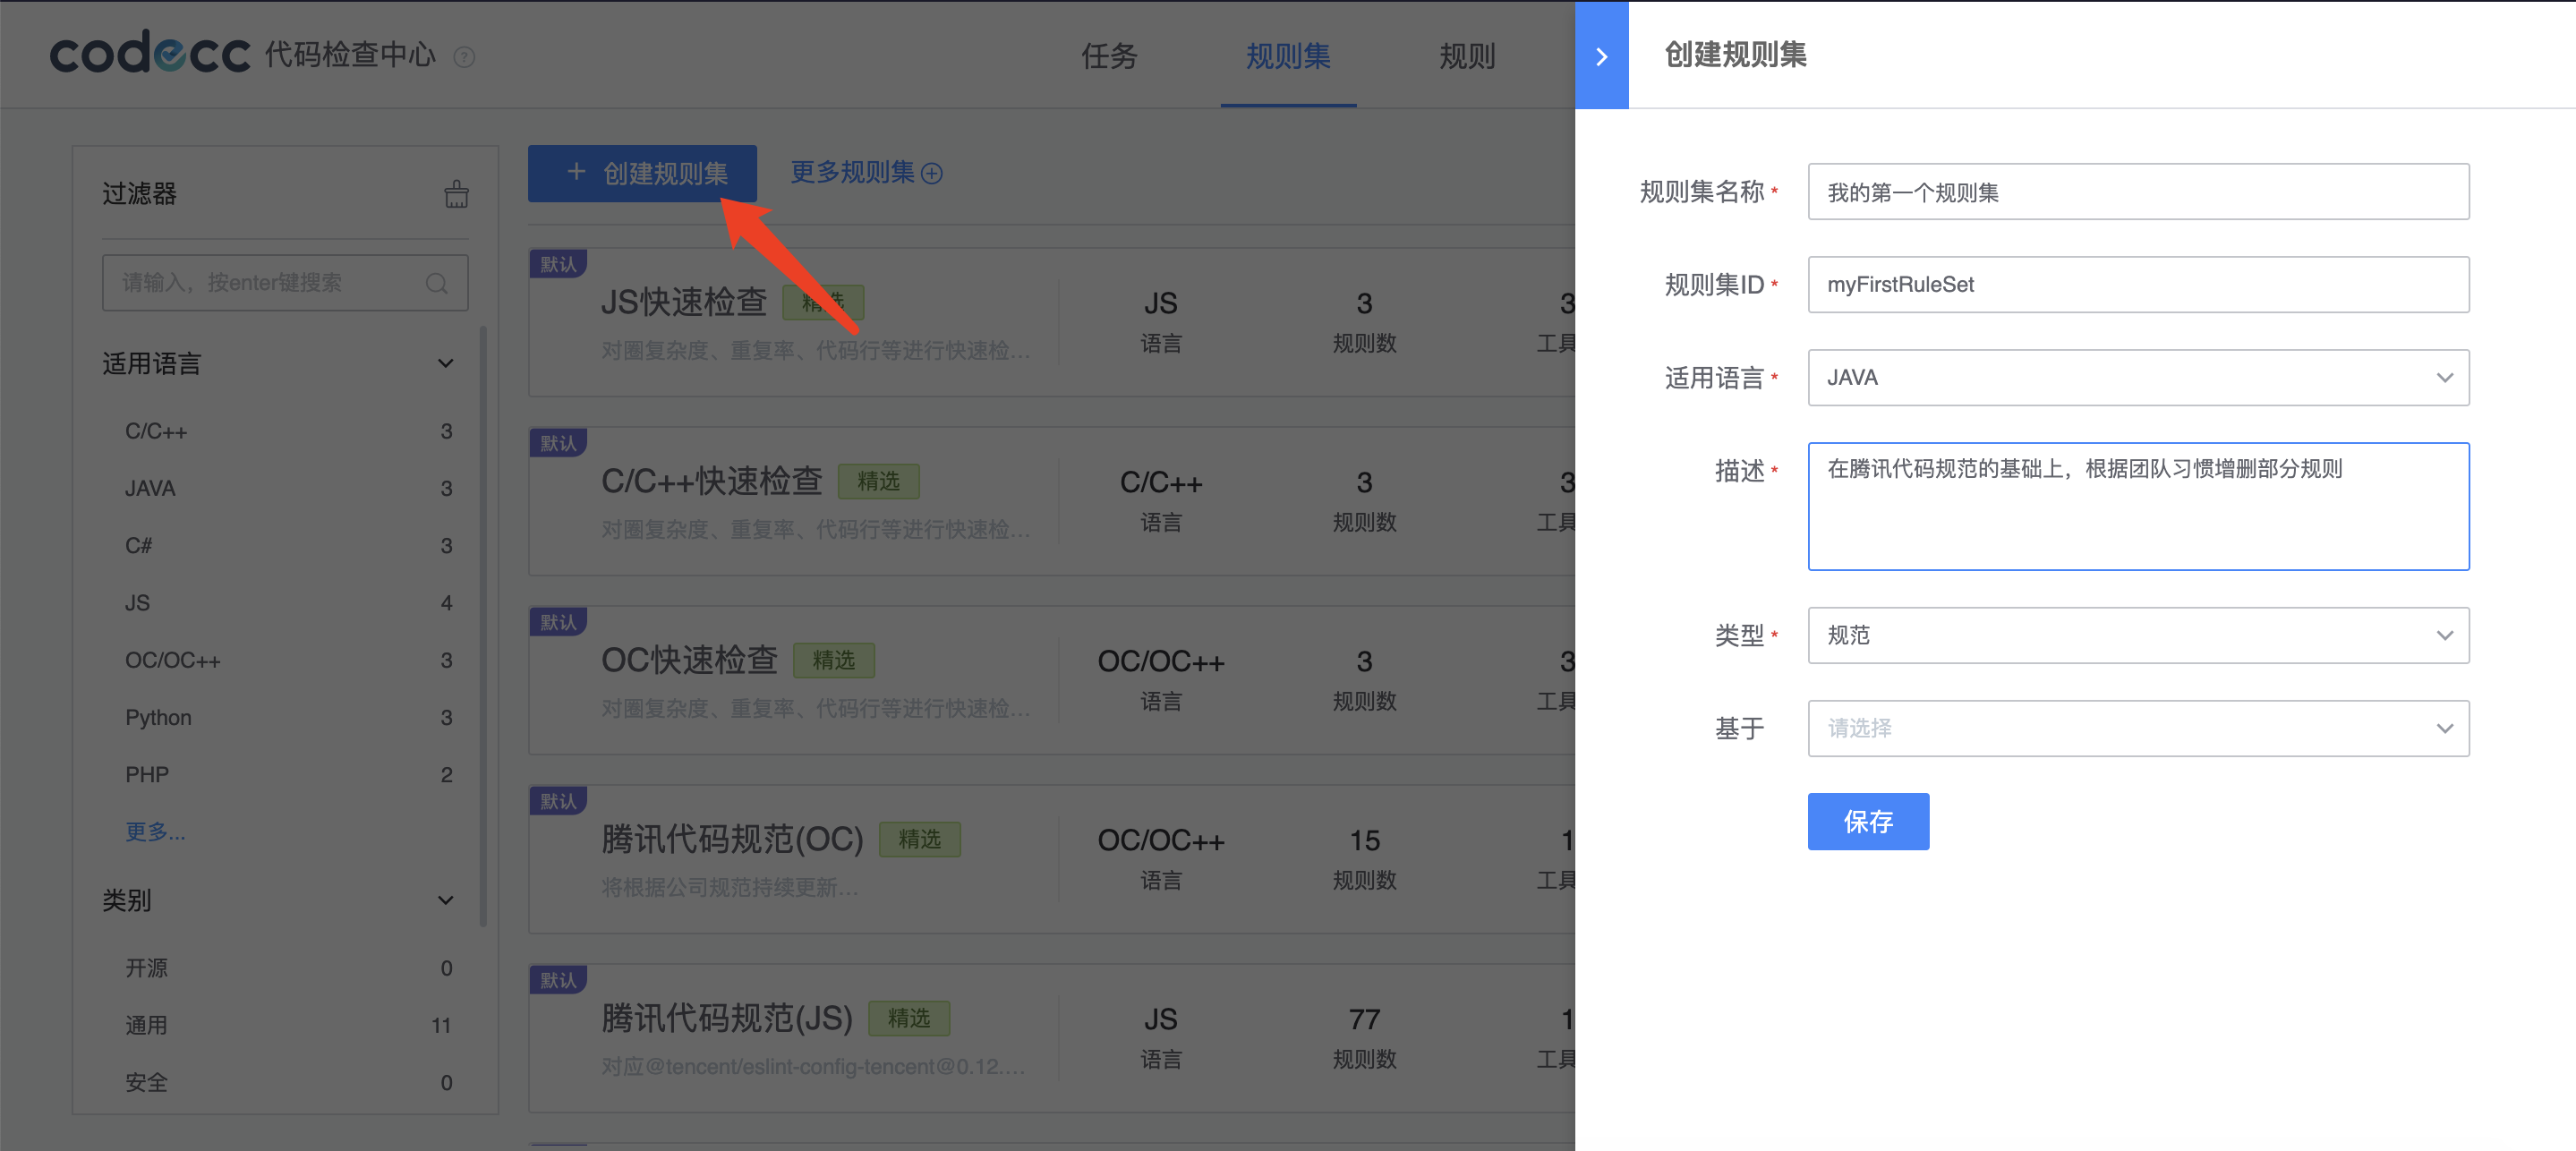 codecc 代码检查中心 ?
任务
规则集
规则
过滤器
请输入，按enter键搜索
适用语言
C/C++ 3
JAVA 3
C# 3
JS 4
OC/OC++ 3
Python 3
PHP 2
更多...
类别
开源 0
通用 11
安全 0
+ 创建规则集
更多规则集
默认
JS快速检查 精选
对圈复杂度、重复率、代码行等进行快速检...
JS
语言
3
规则数
3
工具
默认
C/C++快速检查 精选
对圈复杂度、重复率、代码行等进行快速检...
C/C++
语言
3
规则数
3
工具
默认
OC快速检查 精选
对圈复杂度、重复率、代码行等进行快速检...
OC/OC++
语言
3
规则数
3
工具
默认
腾讯代码规范(OC) 精选
将根据公司规范持续更新...
OC/OC++
语言
15
规则数
1
工具
默认
腾讯代码规范(JS) 精选
对应@tencent/eslint-config-tencent@0.12....
JS
语言
77
规则数
1
工具
创建规则集
规则集名称 * 我的第一个规则集
规则集ID * myFirstRuleSet
适用语言 * JAVA
描述 * 在腾讯代码规范的基础上，根据团队习惯增删部分规则
类型 * 规范
基于 请选择
保存